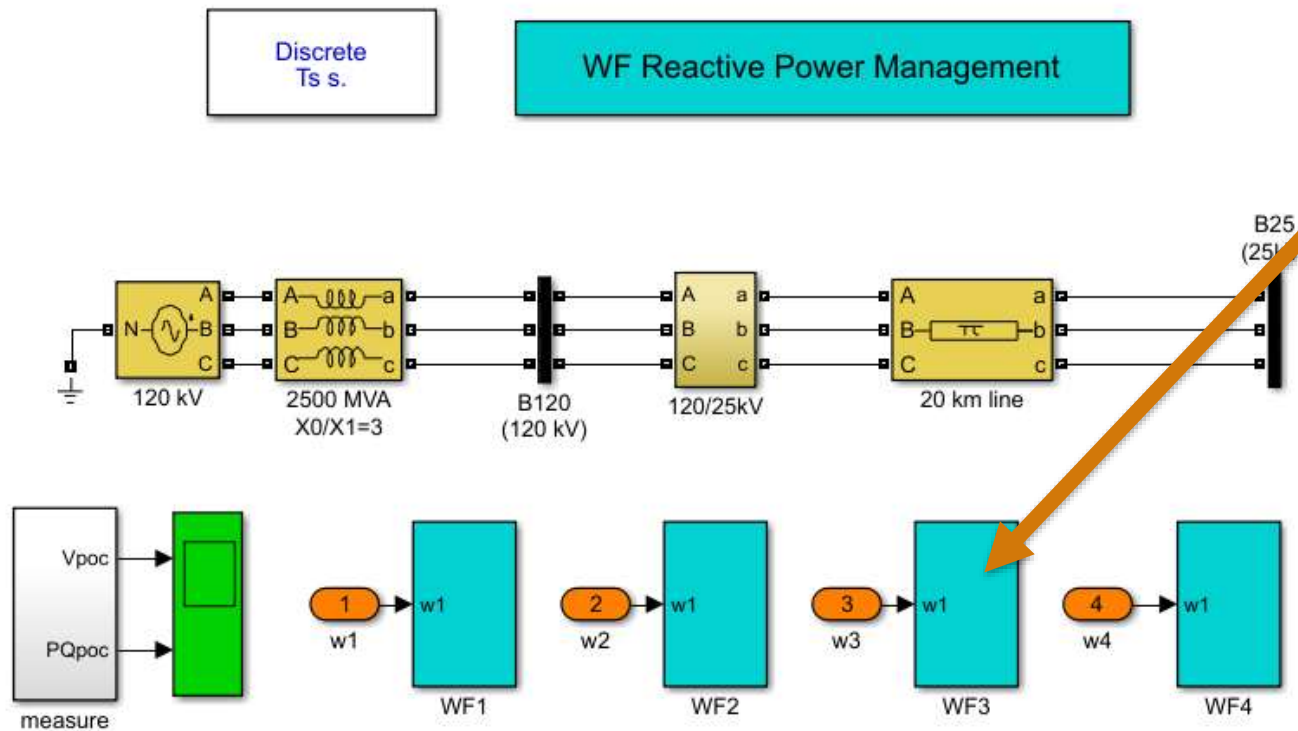 Discrete
Ts s.
WF Reactive Power Management
B25
(25k
N
A
B
C
120 kV
A
B
C
a
b
c
2500 MVA
X0/X1=3
B120
(120 kV)
A
B
C
a
b
c
120/25kV
A
B
C
a
b
c
20 km line
Vpoc
PQpoc
measure
1
w1
w1
WF1
2
w2
w1
WF2
3
w3
w1
WF3
4
w4
w1
WF4